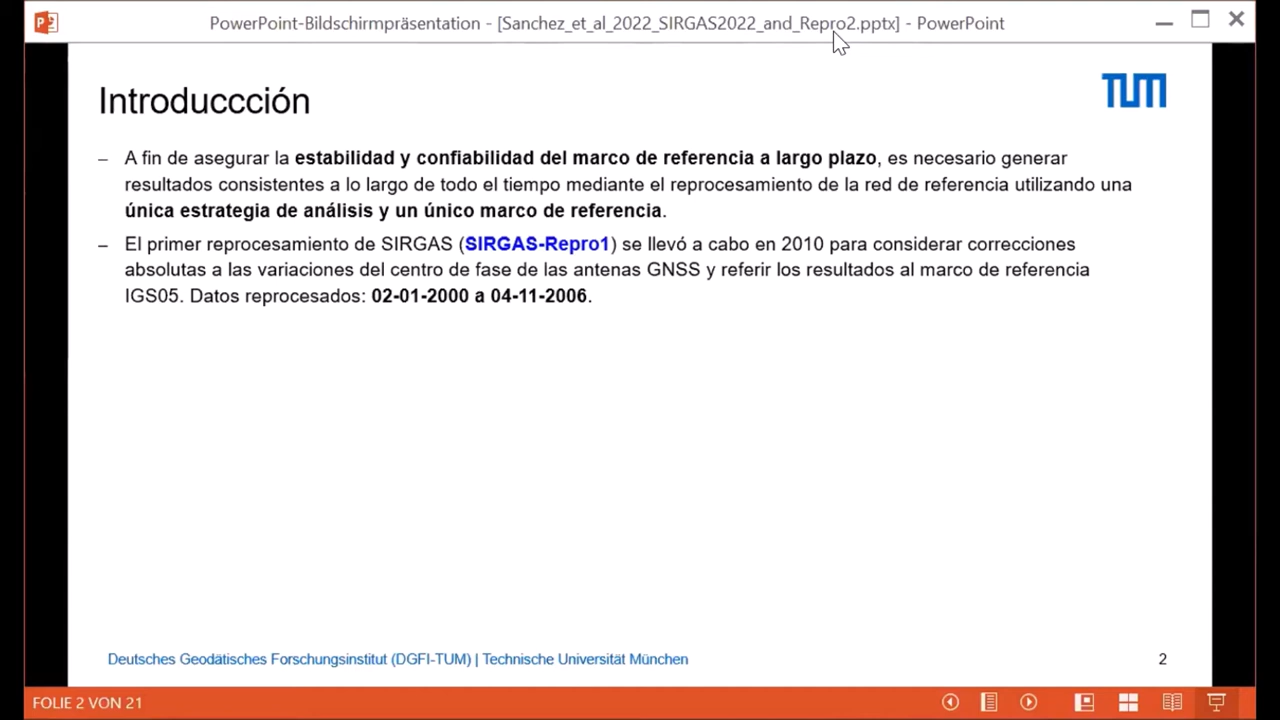 PowerPoint-Bildschirmpräsentation - [Sanchez_et_al_2022_SIRGAS2022_and_Repro2.pptx] - PowerPoint
Introduccción
TUM
– A fin de asegurar la estabilidad y confiabilidad del marco de referencia a largo plazo, es necesario generar
resultados consistentes a lo largo de todo el tiempo mediante el reprocesamiento de la red de referencia utilizando una
única estrategia de análisis y un único marco de referencia.
– El primer reprocesamiento de SIRGAS (SIRGAS-Repro1) se llevó a cabo en 2010 para considerar correcciones
absolutas a las variaciones del centro de fase de las antenas GNSS y referir los resultados al marco de referencia
IGS05. Datos reprocesados: 02-01-2000 a 04-11-2006.
Deutsches Geodätisches Forschungsinstitut (DGFI-TUM) | Technische Universität München
2
FOLIE 2 VON 21